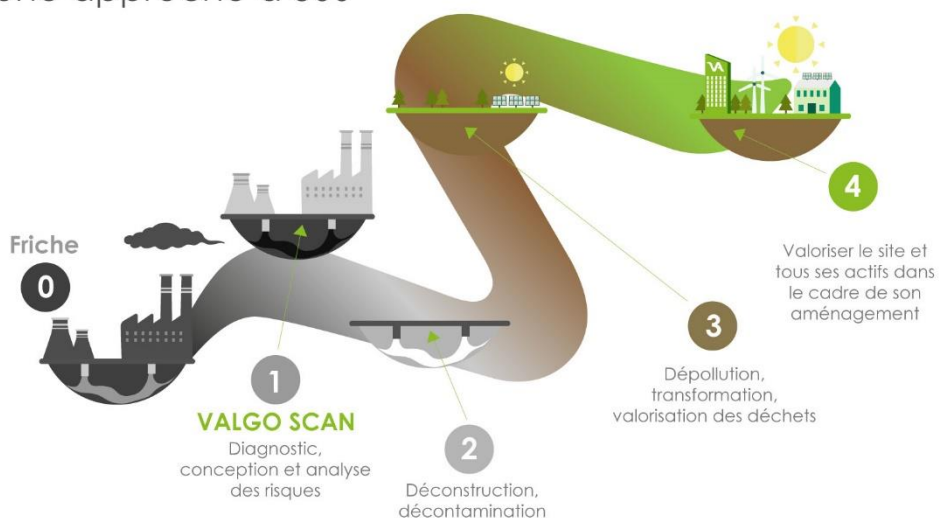 Friche
0
1
VALGO SCAN
Diagnostic,
conception et analyse
des risques
2
Déconstruction,
décontamination
3
Dépollution,
transformation,
valorisation des déchets
4
Valoriser le site et
tous ses actifs dans
le cadre de son
aménagement
VA